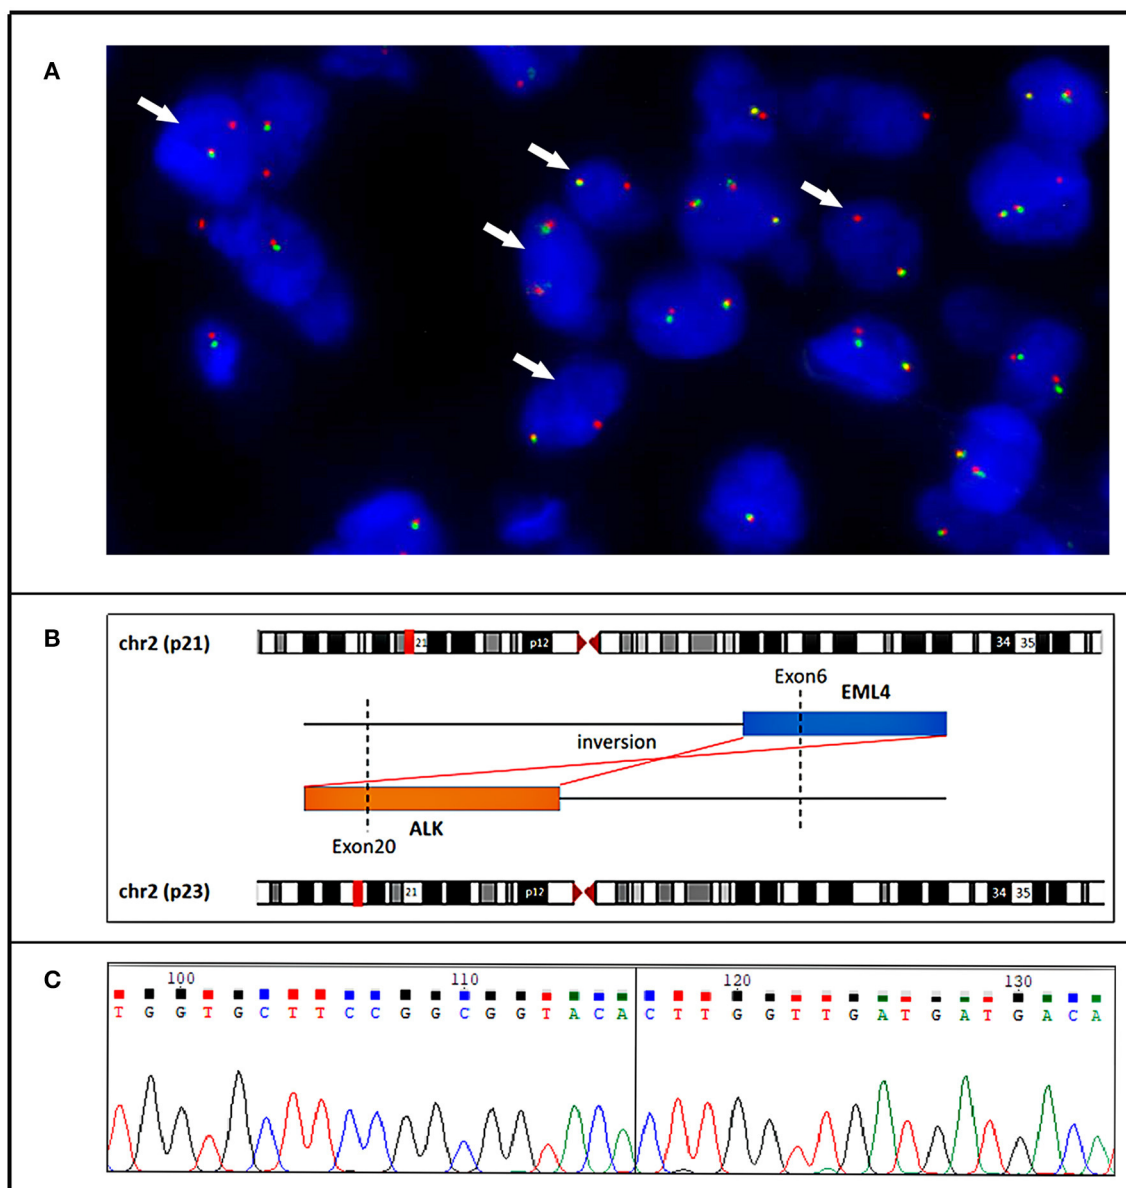 A
B
chr2 (p21)
21
p12
34
35
Exon6
EML4
inversion
ALK
Exon20
chr2 (p23)
21
p12
34
35
C
100 110 120 130
T G G T G C T T C C G G C G G T A C A C T T G G T T G A T G A T G A C A